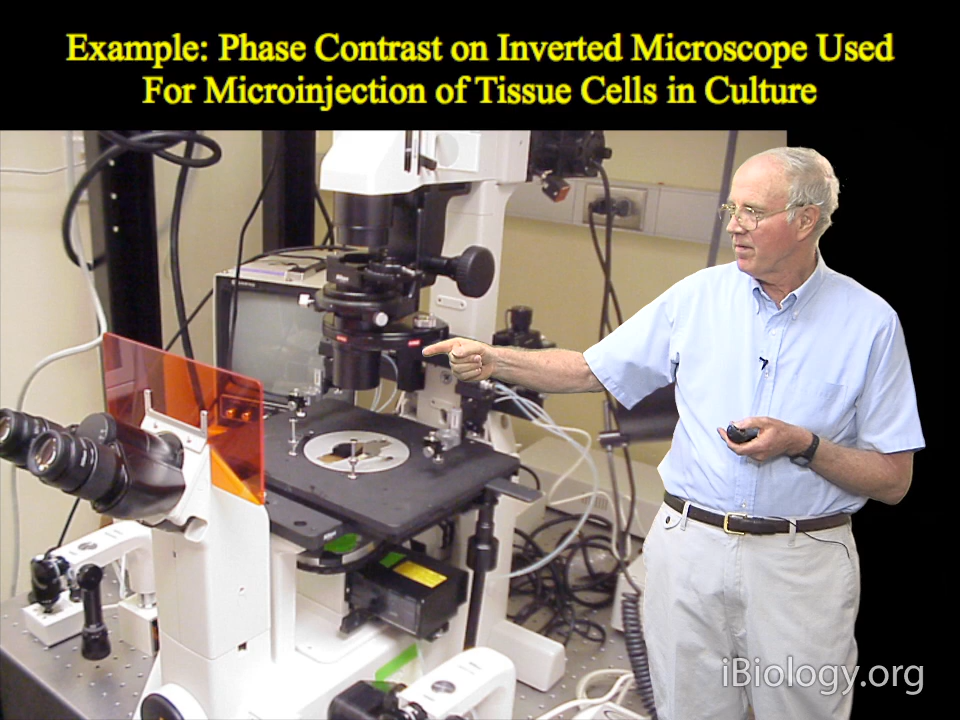 Example: Phase Contrast on Inverted Microscope Used
For Microinjection of Tissue Cells in Culture
iBiology.org